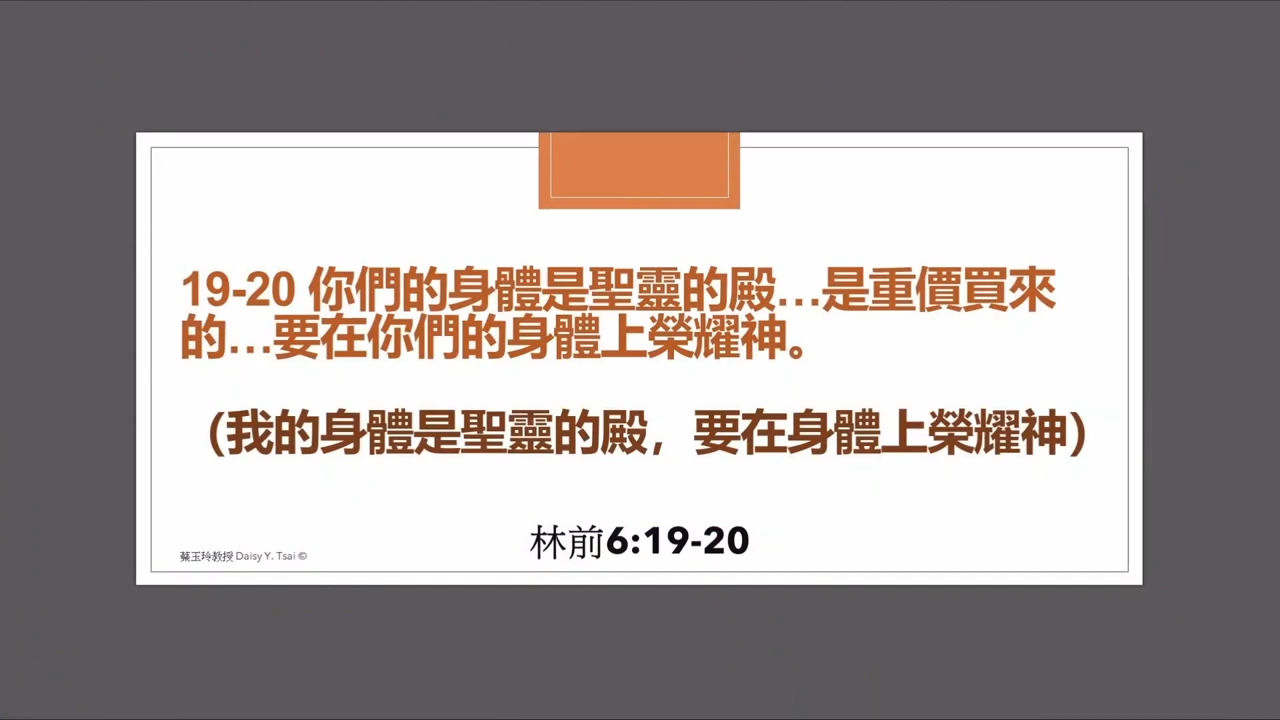 19-20 你們的身體是聖靈的殿…是重價買來
的…要在你們的身體上榮耀神。
（我的身體是聖靈的殿，要在身體上榮耀神）
林前6:19-20
蔡玉玲教授 Daisy Y. Tsai ©